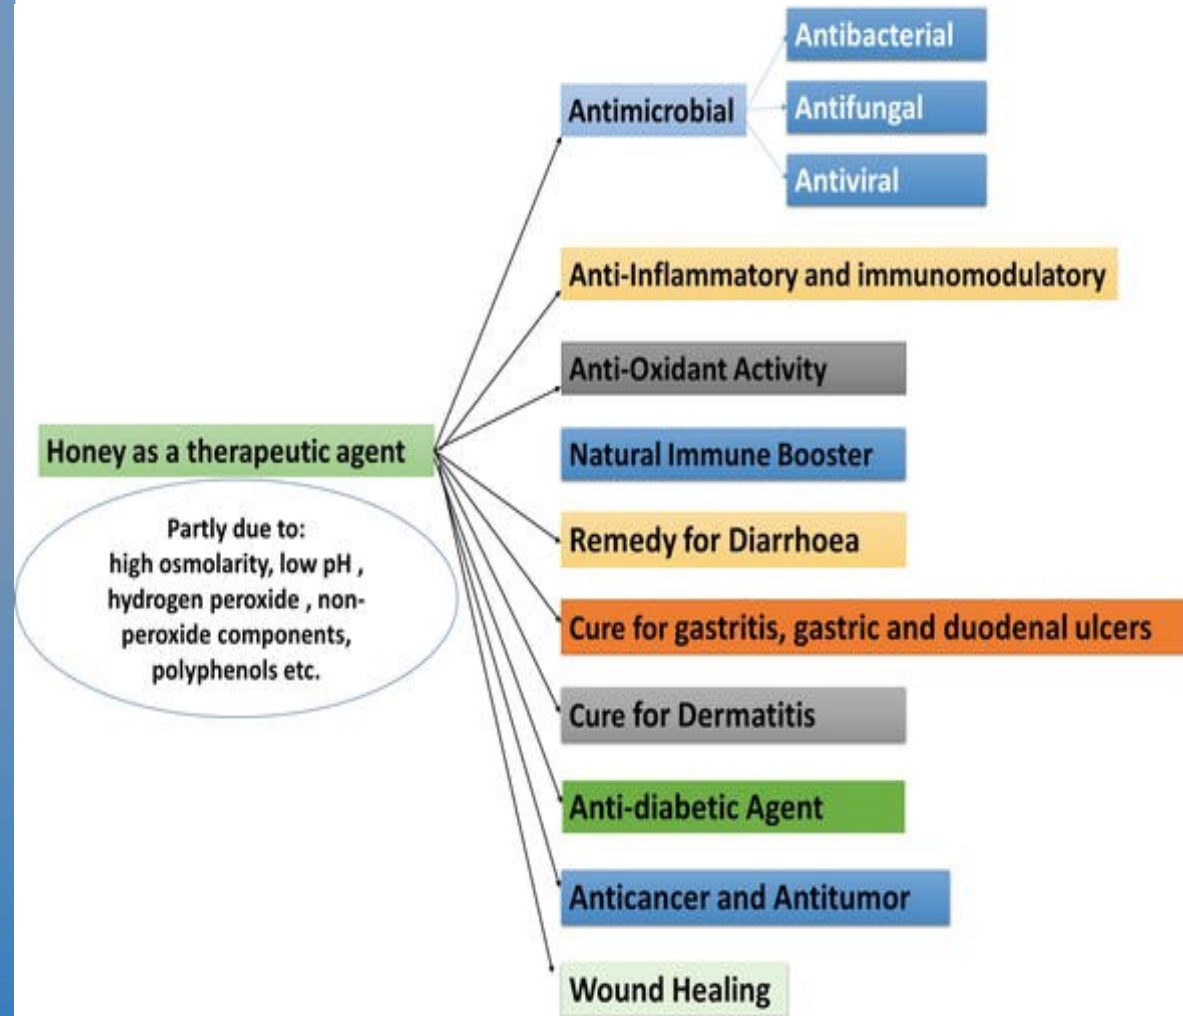 Antibacterial
Antimicrobial
Antifungal
Antiviral
Anti-Inflammatory and immunomodulatory
Anti-Oxidant Activity
Honey as a therapeutic agent
Natural Immune Booster
Partly due to:
high osmolarity, low pH ,
hydrogen peroxide , non-
peroxide components,
polyphenols etc.
Remedy for Diarrhoea
Cure for gastritis, gastric and duodenal ulcers
Cure for Dermatitis
Anti-diabetic Agent
Anticancer and Antitumor
Wound Healing